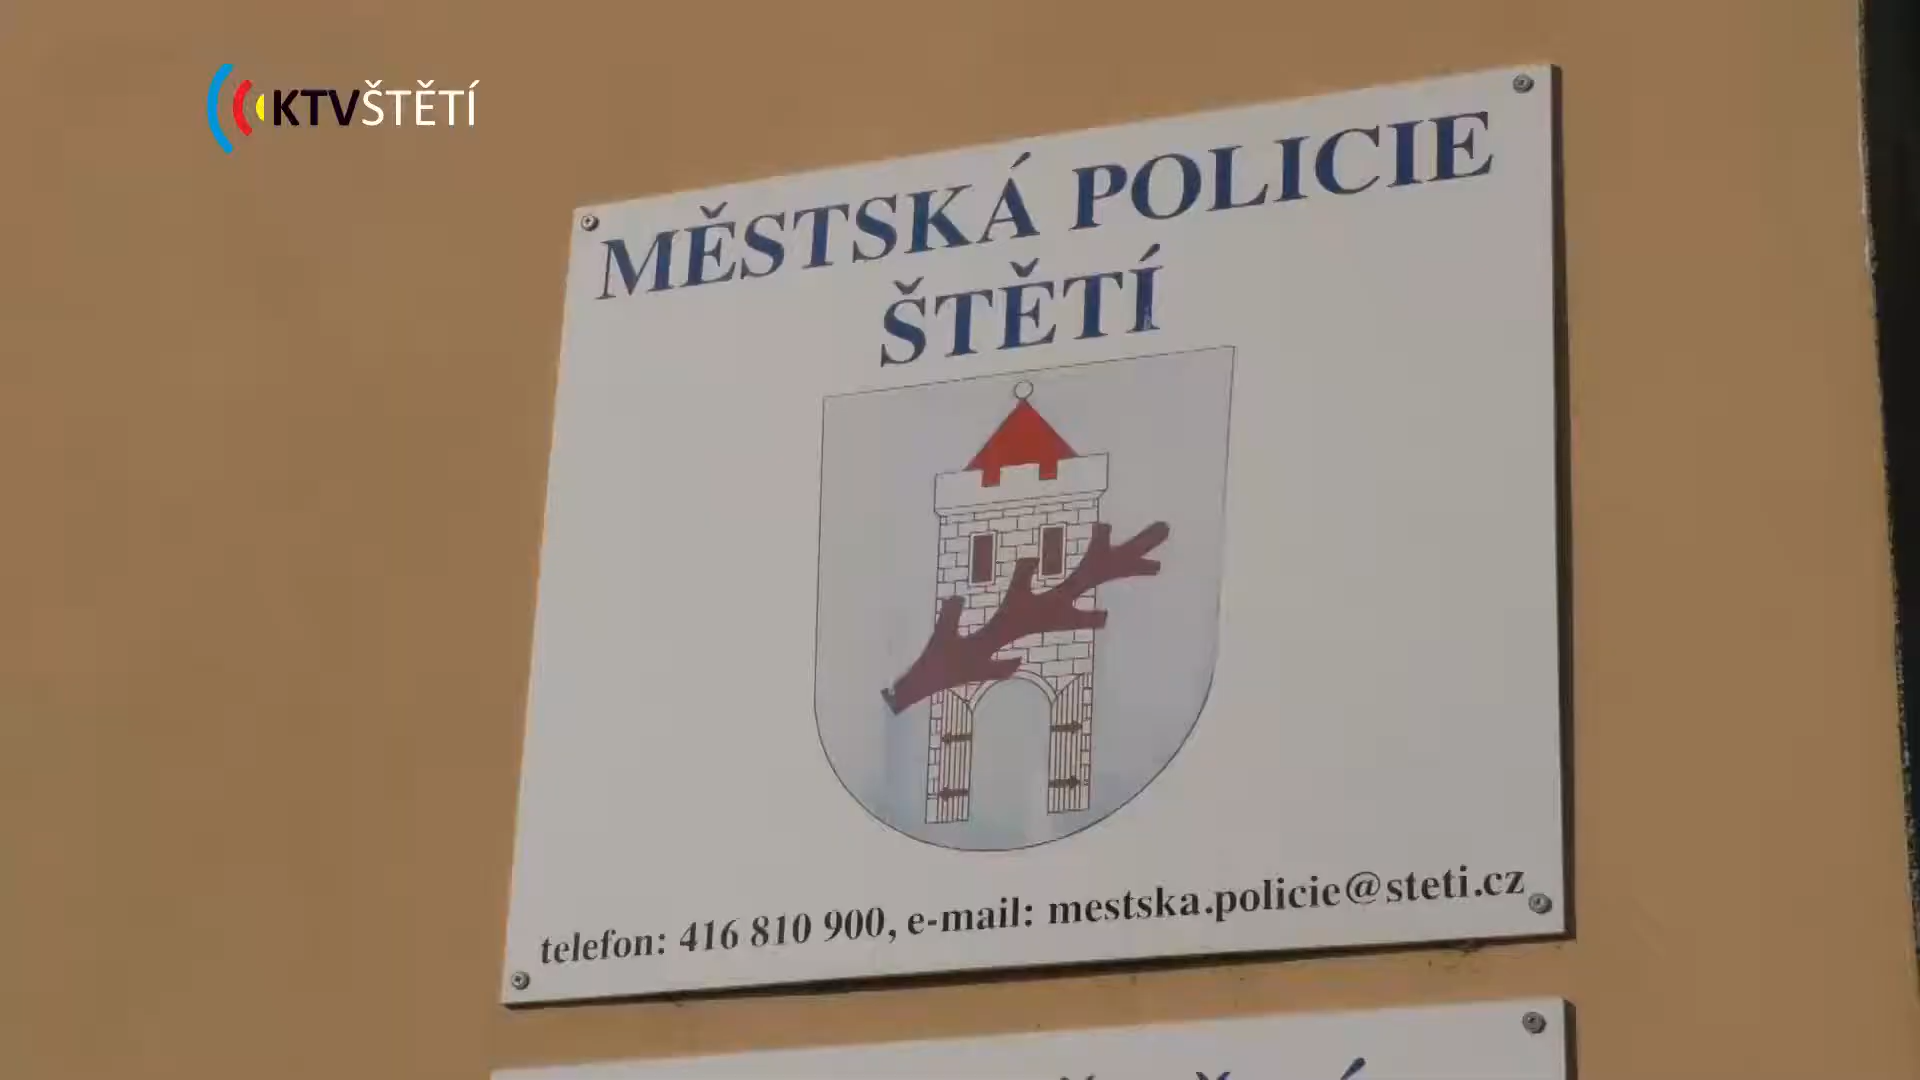 KTVŠTĚTÍ
MĚSTSKÁ POLICIE
ŠTĚTÍ
telefon: 416 810 900, e-mail: mestska.policie@steti.cz